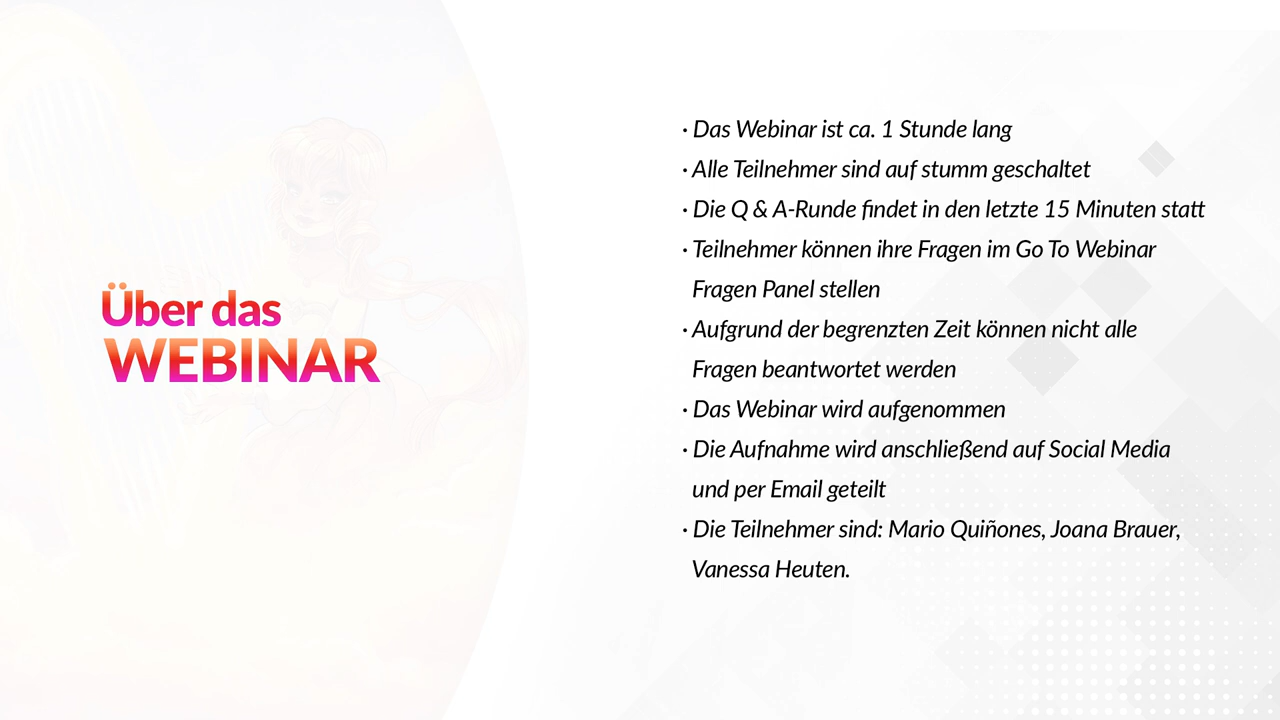 Über das
WEBINAR
· Das Webinar ist ca. 1 Stunde lang
· Alle Teilnehmer sind auf stumm geschaltet
· Die Q & A-Runde findet in den letzte 15 Minuten statt
· Teilnehmer können ihre Fragen im Go To Webinar
Fragen Panel stellen
· Aufgrund der begrenzten Zeit können nicht alle
Fragen beantwortet werden
· Das Webinar wird aufgenommen
· Die Aufnahme wird anschließend auf Social Media
und per Email geteilt
· Die Teilnehmer sind: Mario Quiñones, Joana Brauer,
Vanessa Heuten.